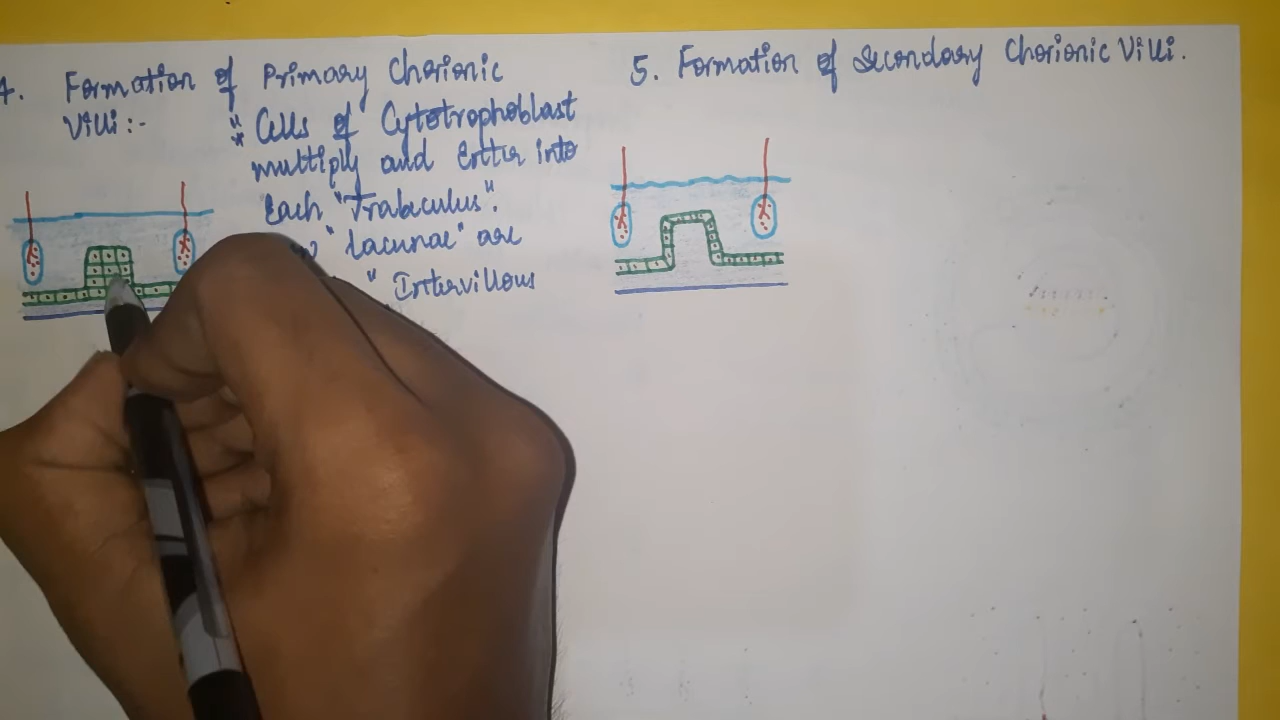 4. Formation of Primary Chorionic
Villi:-
* Cells of Cytotrophoblast
multiply and Enter into
Each "Trabeculus".
"lacunae" are
" Intervillous
5. Formation of Secondary Chorionic Villi.